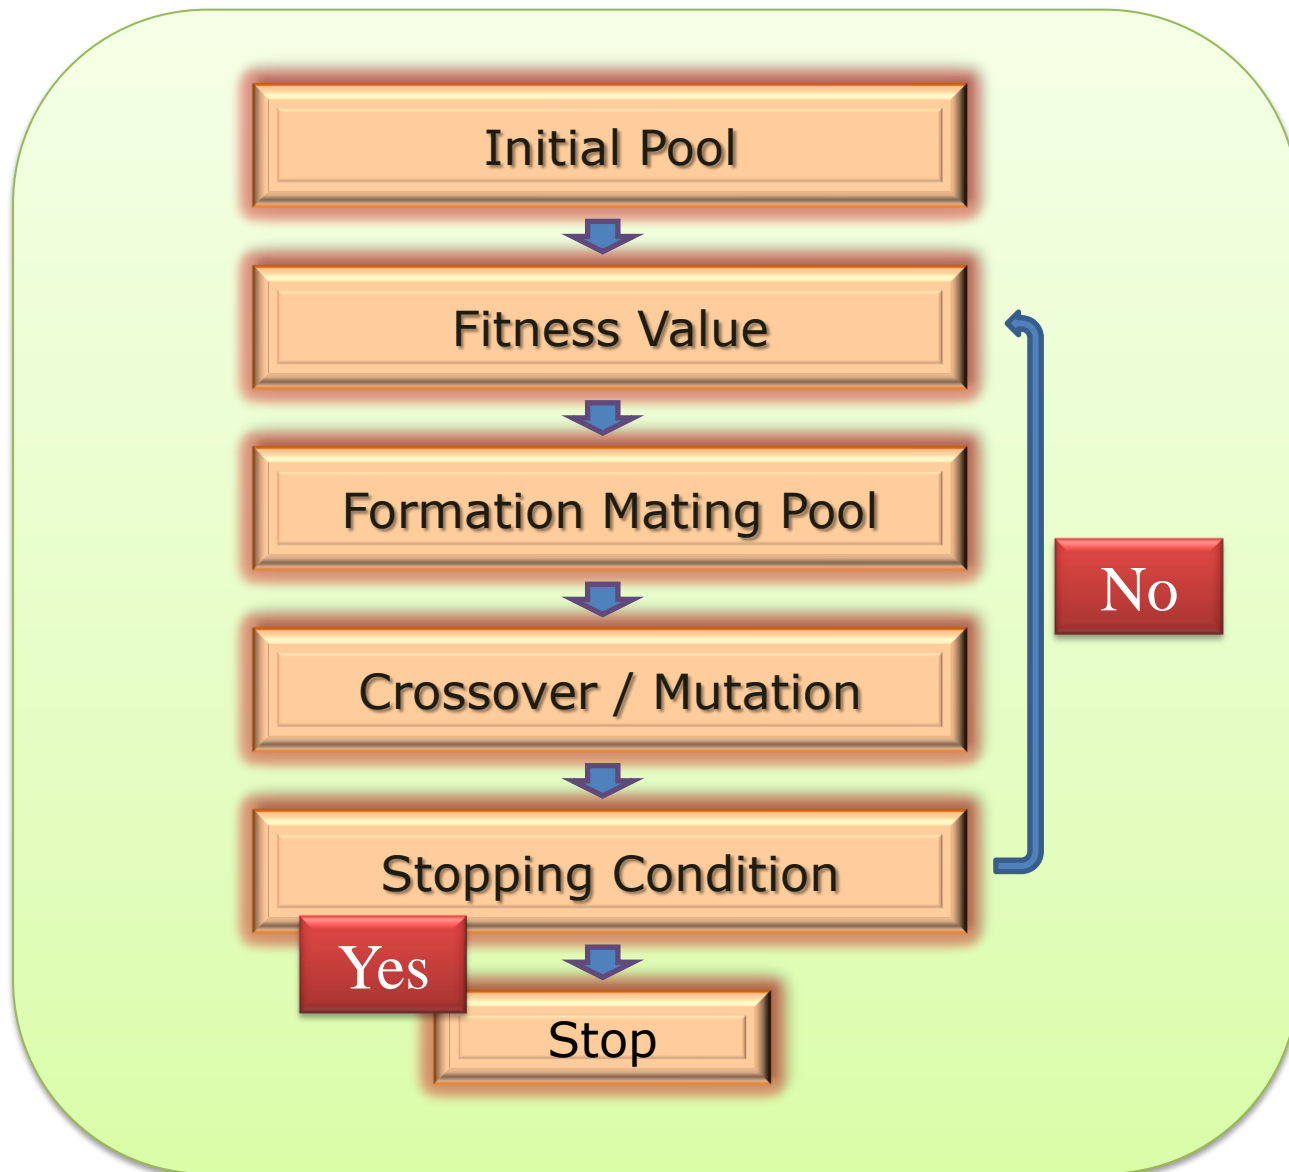 Initial Pool
Fitness Value
Formation Mating Pool
No
Crossover / Mutation
Stopping Condition
Yes
Stop